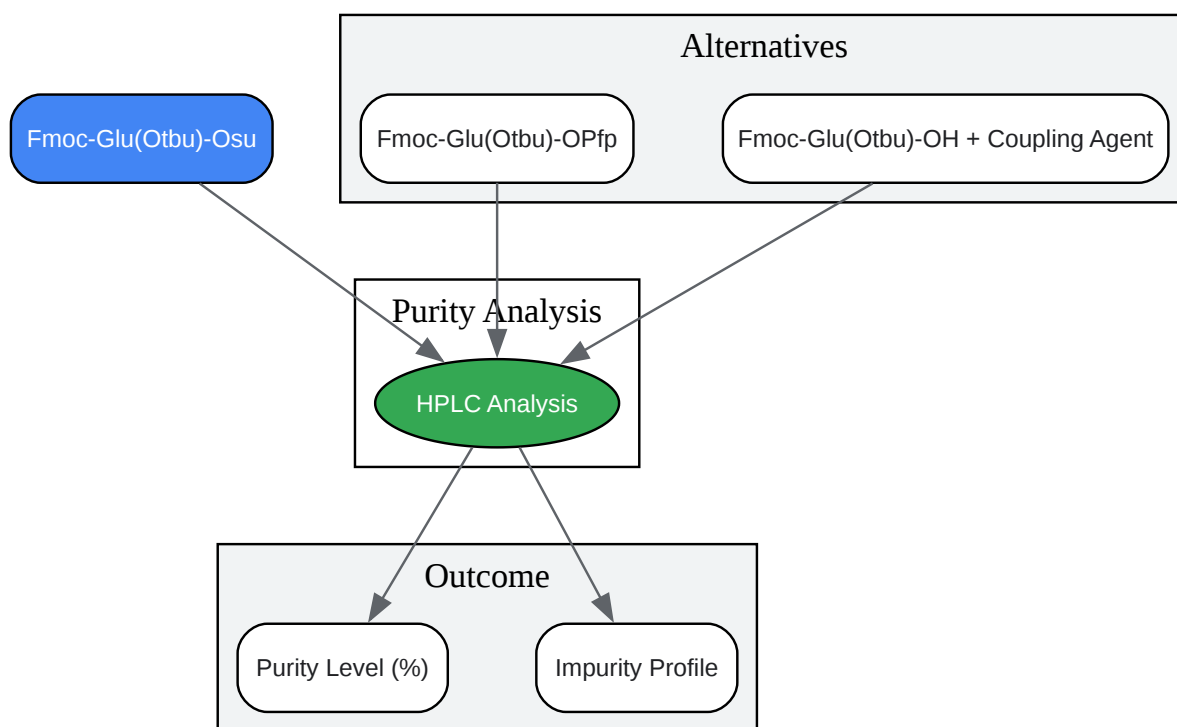 Alternatives
Fmoc-Glu(Otbu)-Osu
Fmoc-Glu(Otbu)-OPfp
Fmoc-Glu(Otbu)-OH + Coupling Agent
Purity Analysis
HPLC Analysis
Outcome
Purity Level (%)
Impurity Profile